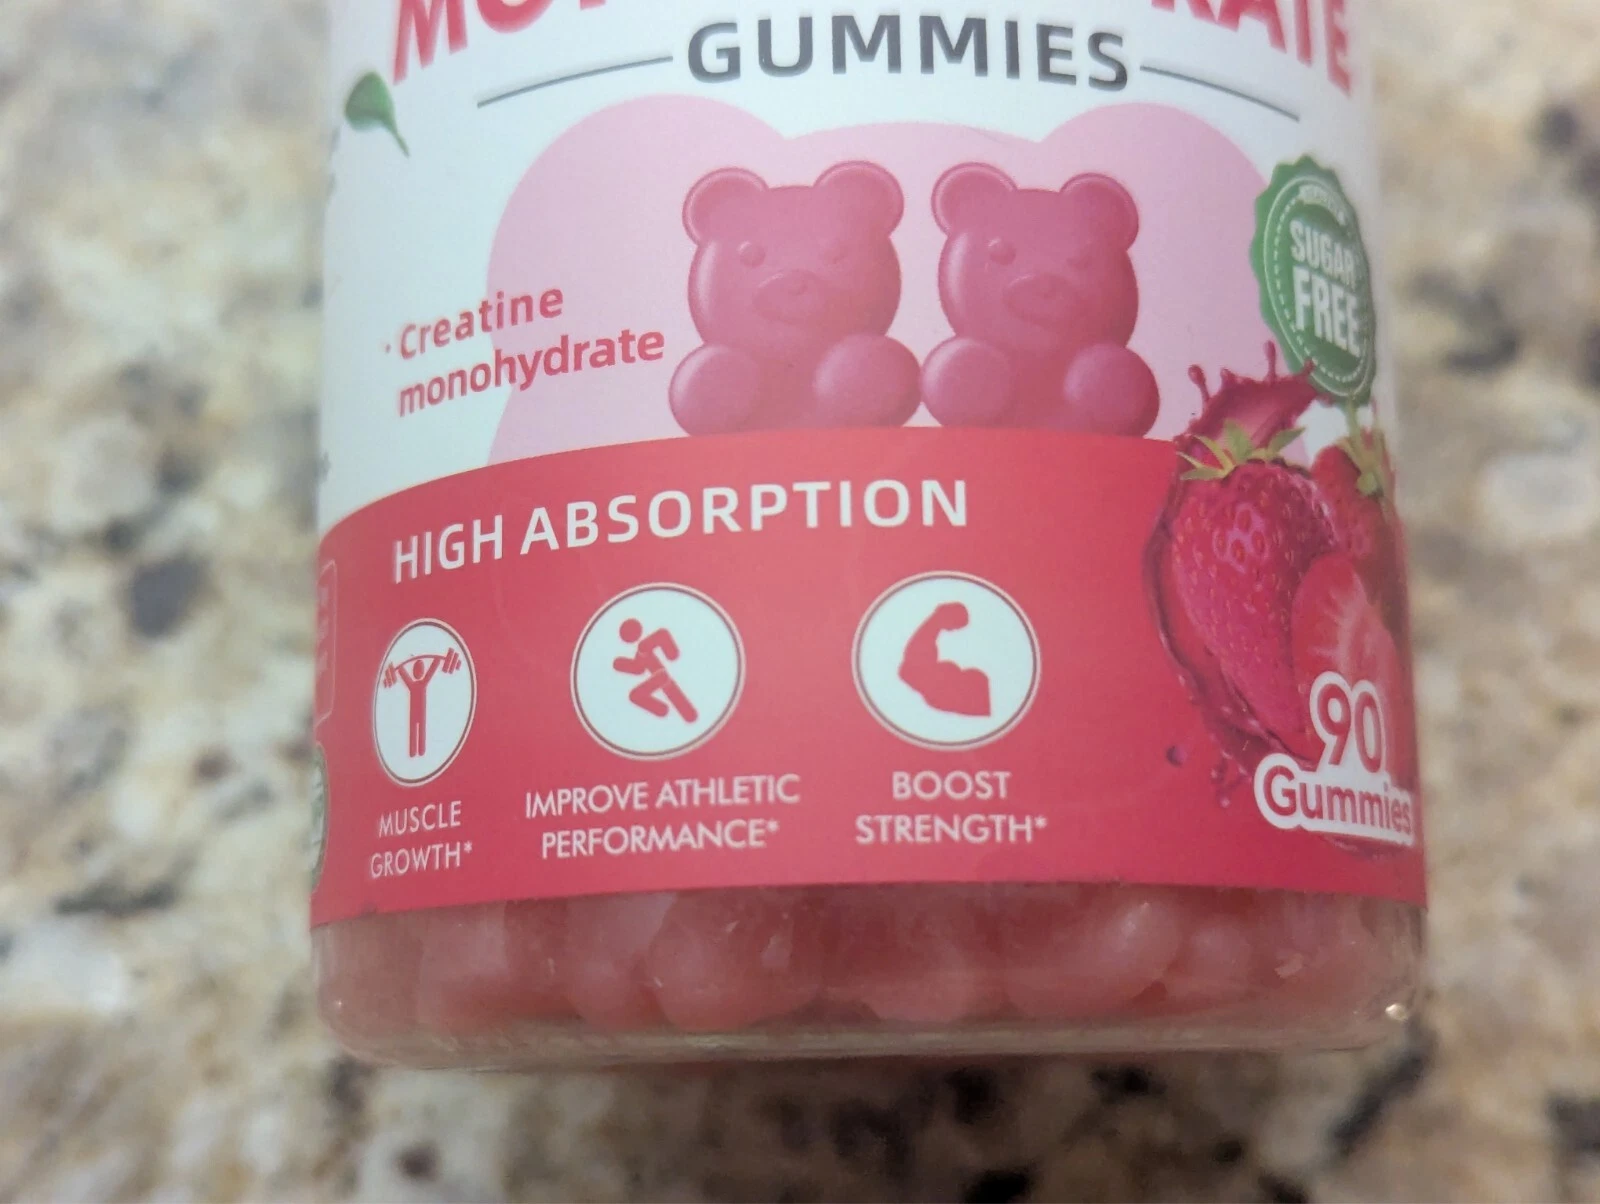 GUMMIES
· Creatine
monohydrate
SUGAR
FREE
HIGH ABSORPTION
MUSCLE
GROWTH*
IMPROVE ATHLETIC
PERFORMANCE*
BOOST
STRENGTH*
90
Gummies